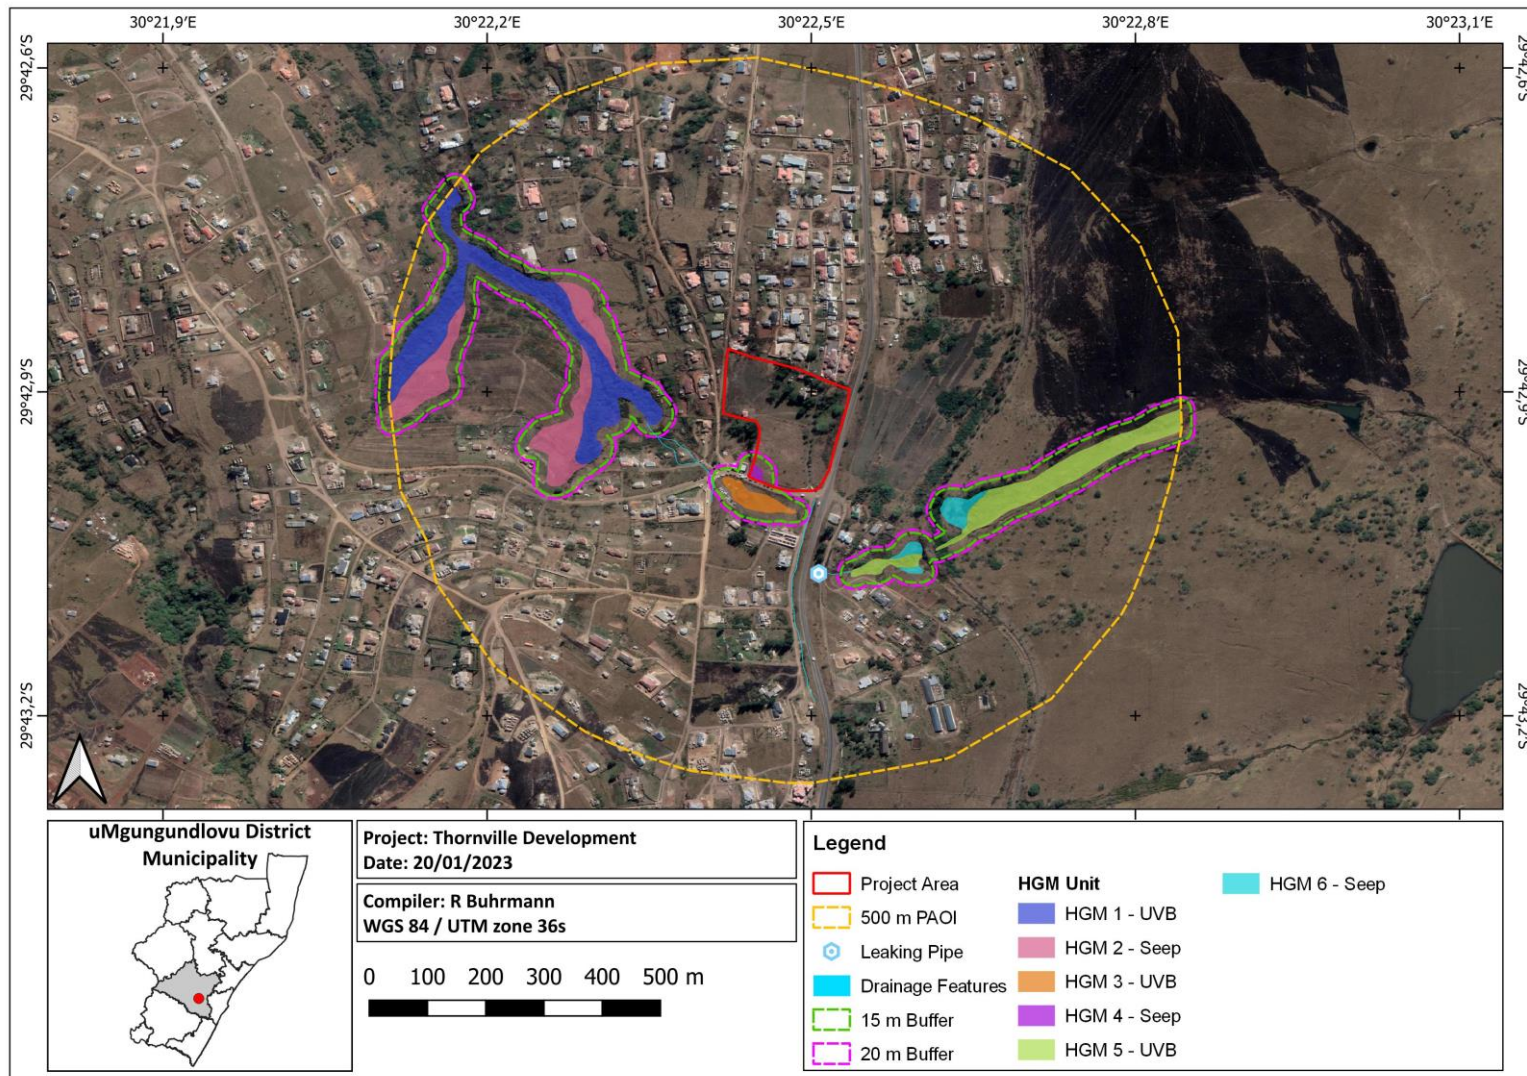 30°21,9'E 30°22,2'E 30°22,5'E 30°22,8'E 30°23,1'E
29°42,6'S 29°42,6'S
29°42,9'S 29°42,9'S
29°43,2'S 29°43,2'S
uMgungundlovu District
Municipality
Project: Thornville Development
Date: 20/01/2023
Compiler: R Buhrmann
WGS 84 / UTM zone 36s
0 100 200 300 400 500 m
Legend
Project Area
500 m PAOI
Leaking Pipe
Drainage Features
15 m Buffer
20 m Buffer
HGM Unit
HGM 1 - UVB
HGM 2 - Seep
HGM 3 - UVB
HGM 4 - Seep
HGM 5 - UVB
HGM 6 - Seep